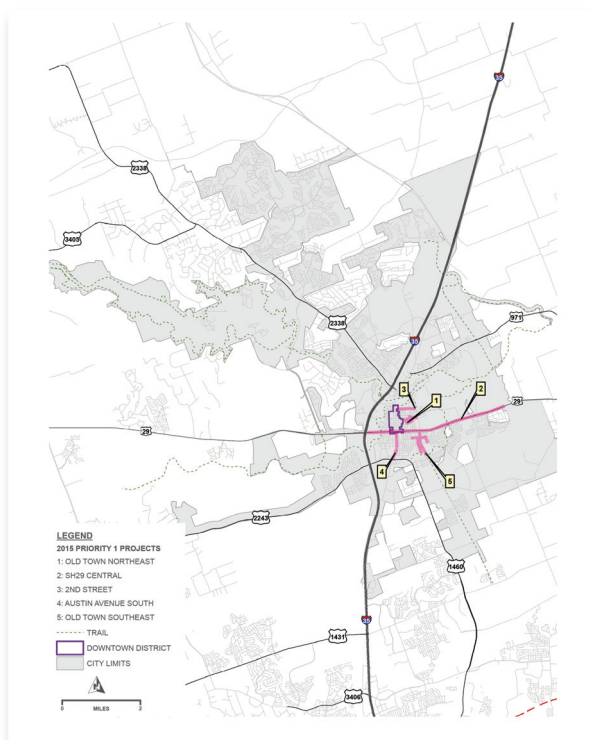 35
2338
3405
2338
971
35
3
1
2
29
29
4
5
2243
1460
35
1431
3406
LEGEND
2015 PRIORITY 1 PROJECTS
1: OLD TOWN NORTHEAST
2: SH29 CENTRAL
3: 2ND STREET
4: AUSTIN AVENUE SOUTH
5: OLD TOWN SOUTHEAST
TRAIL
DOWNTOWN DISTRICT
CITY LIMITS
N
0 MILES 2